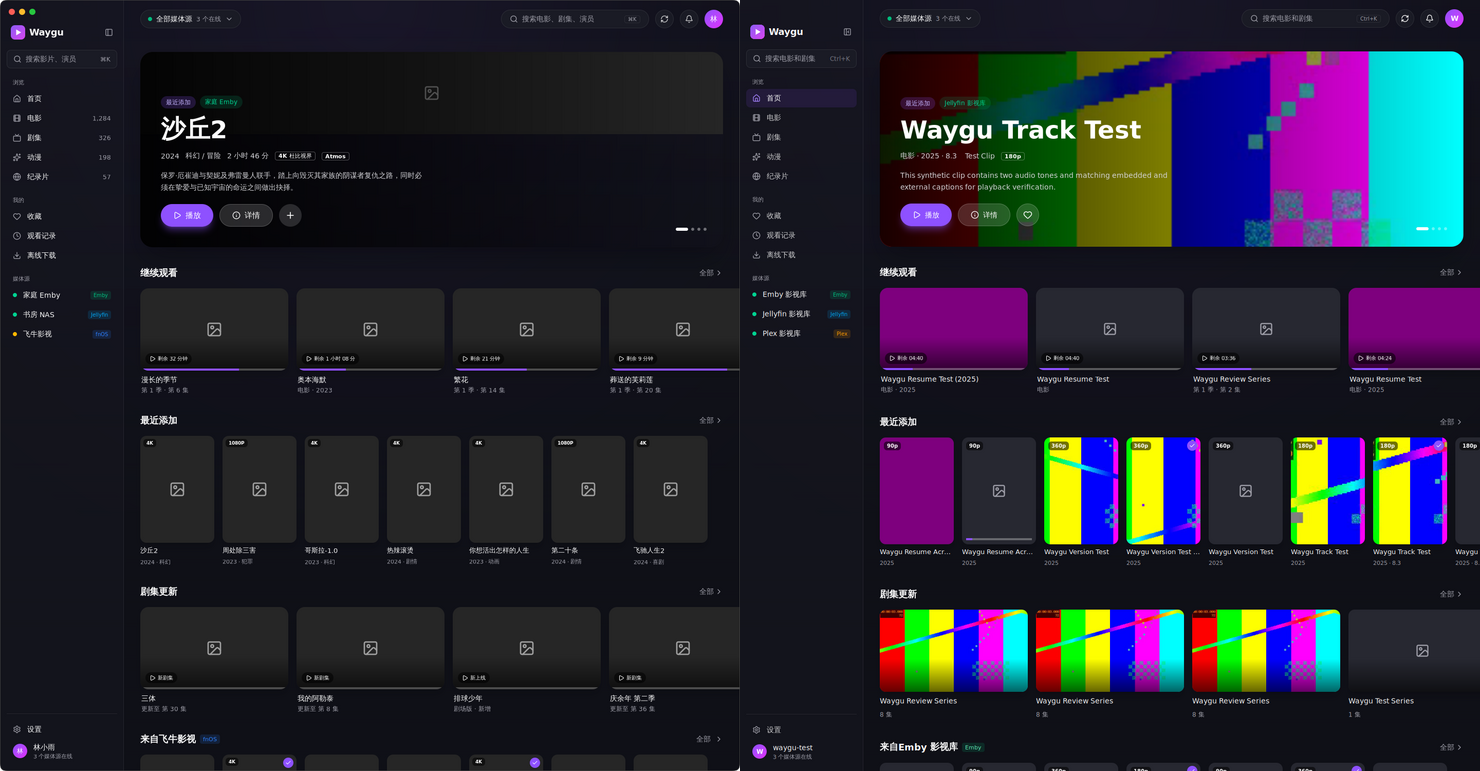 Waygu
搜索影片、演员 ⌘K
浏览
首页
电影 1,284
剧集 326
动漫 198
纪录片 57
我的
收藏
观看记录
离线下载
媒体源
家庭 Emby Emby
书房 NAS Jellyfin
飞牛影视 fnOS
设置
林
林小雨
3 个媒体源在线
全部媒体源 3 个在线
搜索电影、剧集、演员 ⌘K
林
最近添加 家庭 Emby
沙丘2
2024 科幻 / 冒险 2 小时 46 分 4K 杜比视界 Atmos
保罗·厄崔迪与契妮及弗雷曼人联手，踏上向毁灭其家族的阴谋者复仇之路，同时必
须在挚爱与已知宇宙的命运之间做出抉择。
播放 详情
继续观看 全部
剩余 32 分钟 剩余 1 小时 08 分 剩余 21 分钟 剩余 9 分钟
漫长的季节 奥本海默 繁花 葬送的芙莉莲
第 1 季 · 第 6 集 电影 · 2023 第 1 季 · 第 14 集 第 1 季 · 第 20 集
最近添加 全部
4K 1080P 4K 4K 4K 1080P 4K
沙丘2 周处除三害 哥斯拉-1.0 热辣滚烫 你想活出怎样的人生 第二十条 飞驰人生2
2024 · 科幻 2023 · 犯罪 2023 · 科幻 2024 · 剧情 2023 · 动画 2024 · 剧情 2024 · 喜剧
剧集更新 全部
新剧集 新剧集 新上线 新剧集
三体 我的阿勒泰 排球少年 庆余年 第二季
更新至 第 30 集 更新至 第 8 集 剧场版 · 新增 更新至 第 36 集
来自飞牛影视 fnOS 全部
4K 4K
Waygu
搜索电影和剧集 Ctrl+K
浏览
首页
电影
剧集
动漫
纪录片
我的
收藏
观看记录
离线下载
媒体源
Emby 影视库 Emby
Jellyfin 影视库 Jellyfin
Plex 影视库 Plex
设置
W
waygu-test
3 个媒体源在线
全部媒体源 3 个在线
搜索电影和剧集 Ctrl+K
W
最近添加 Jellyfin 影视库
Waygu Track Test
电影 · 2025 · 8.3 Test Clip 180p
This synthetic clip contains two audio tones and matching embedded and
external captions for playback verification.
播放 详情
继续观看 全部
剩余 04:40 剩余 04:40 剩余 03:36 剩余 04:24
Waygu Resume Test (2025) Waygu Resume Test Waygu Review Series Waygu Resume Test
电影 · 2025 电影 · 2025 第 1 季 · 第 2 集 电影 · 2025
最近添加 全部
90p 90p 360p 360p 360p 180p 180p 180p
Waygu Resume Acr... Waygu Resume Acr... Waygu Version Test Waygu Version Test ... Waygu Version Test Waygu Track Test Waygu Track Test Waygu
2025 2025 2025 2025 2025 2025 2025 · 8.3 2025 · 8.
剧集更新 全部
Waygu Review Series Waygu Review Series Waygu Review Series Waygu Test Series
8 集 8 集 8 集 1 集
来自Emby 影视库 Emby 全部
90p 360p 360p 180p 90p 360p